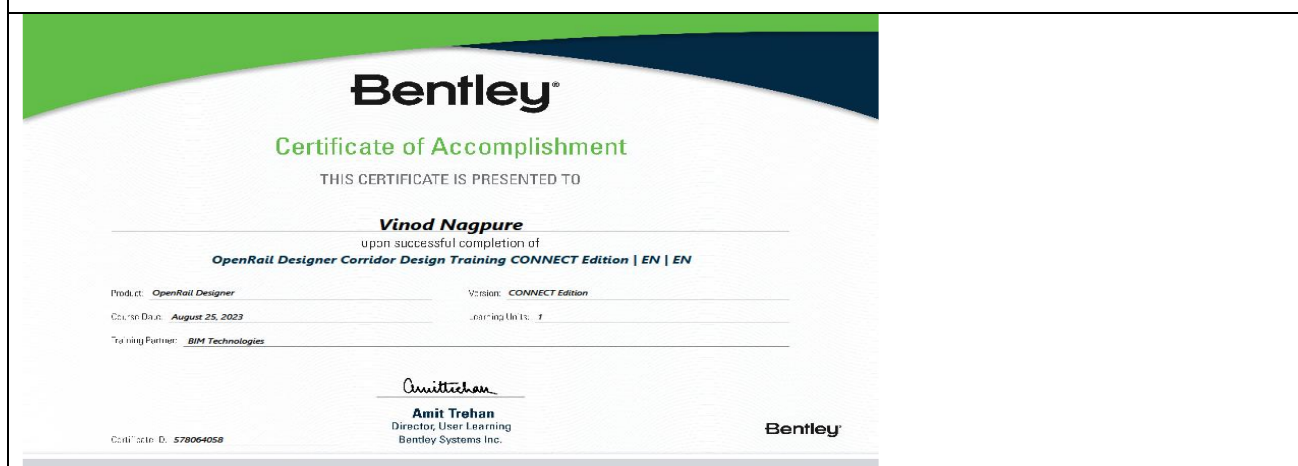 Bentley®
Certificate of Accomplishment
THIS CERTIFICATE IS PRESENTED TO
Vinod Nagpure
upon successful completion of
OpenRail Designer Corridor Design Training CONNECT Edition | EN | EN
Product: OpenRail Designer Version: CONNECT Edition
Course Date: August 25, 2023 Learning Units: 1
Training Partner: BIM Technologies
Amit Trehan
Director, User Learning
Bentley Systems Inc.
Certificate ID: 578064058
Bentley